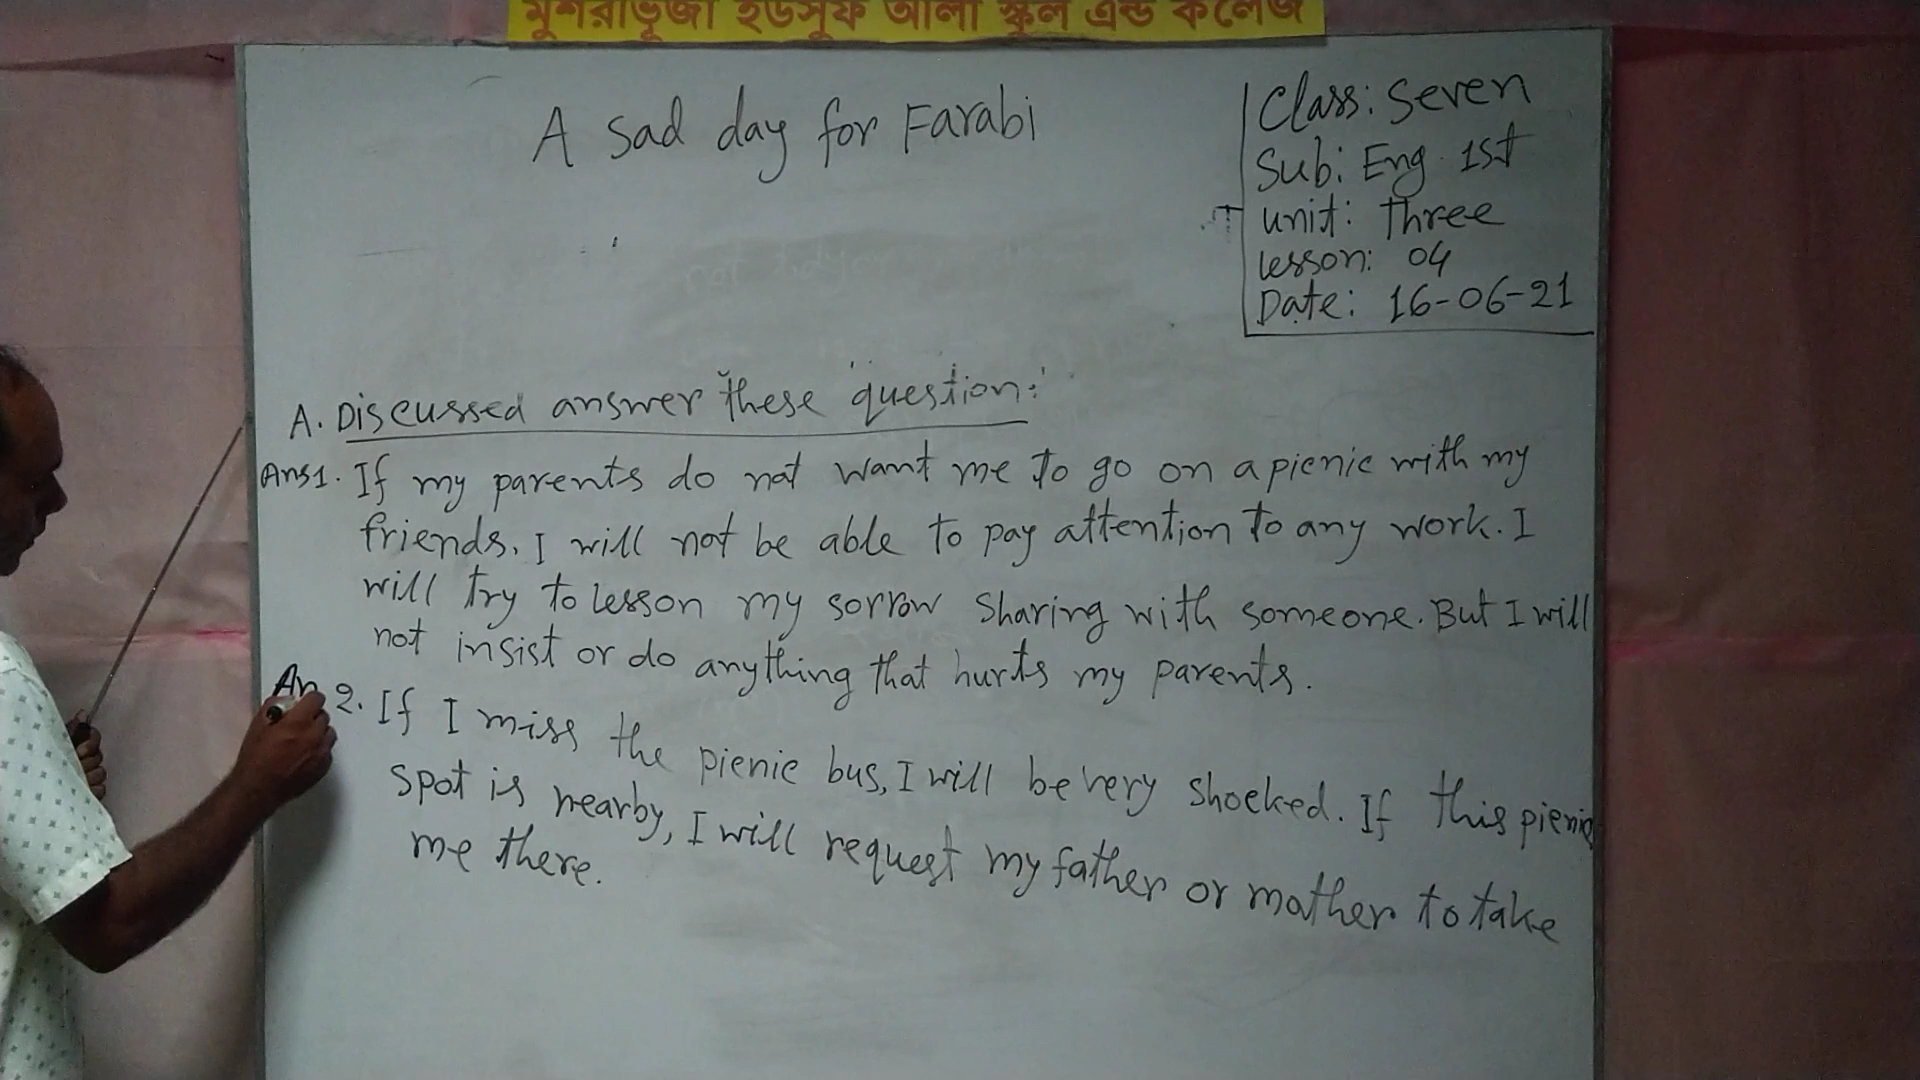 মুশরীভূজা ইউসুফ আলী স্কুল এন্ড কলেজ
A sad day for Farabi
Class: Seven
Sub: Eng 1st
unit: Three
lesson: 04
Date: 16-06-21
A. Discussed answer these question:
Ans1. If my parents do not want me to go on a picnic with my
friends. I will not be able to pay attention to any work. I
will try to lesson my sorrow sharing with someone. But I will
not insist or do anything that hurts my parents.
An 2. If I miss the picnic bus, I will be very shocked. If this picnic
spot is nearby, I will request my father or mother to take
me there.